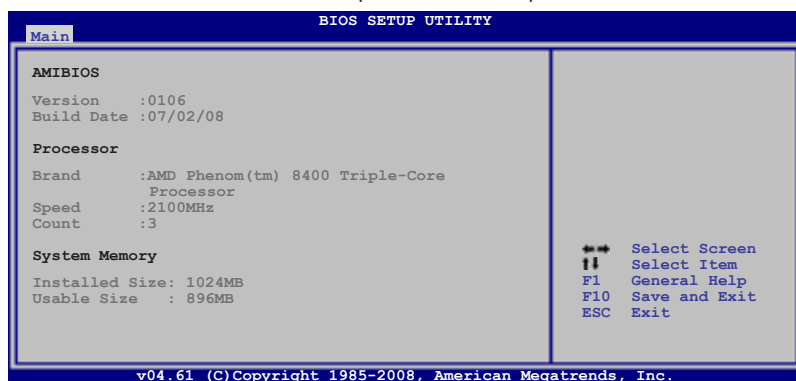 BIOS SETUP UTILITY
Main
AMIBIOS
Version :0106
Build Date :07/02/08
Processor
Brand :AMD Phenom(tm) 8400 Triple-Core
Processor
Speed :2100MHz
Count :3
System Memory
Installed Size: 1024MB
Usable Size : 896MB
←→ Select Screen
↑↓ Select Item
F1 General Help
F10 Save and Exit
ESC Exit
v04.61 (C)Copyright 1985-2008, American Megatrends, Inc.